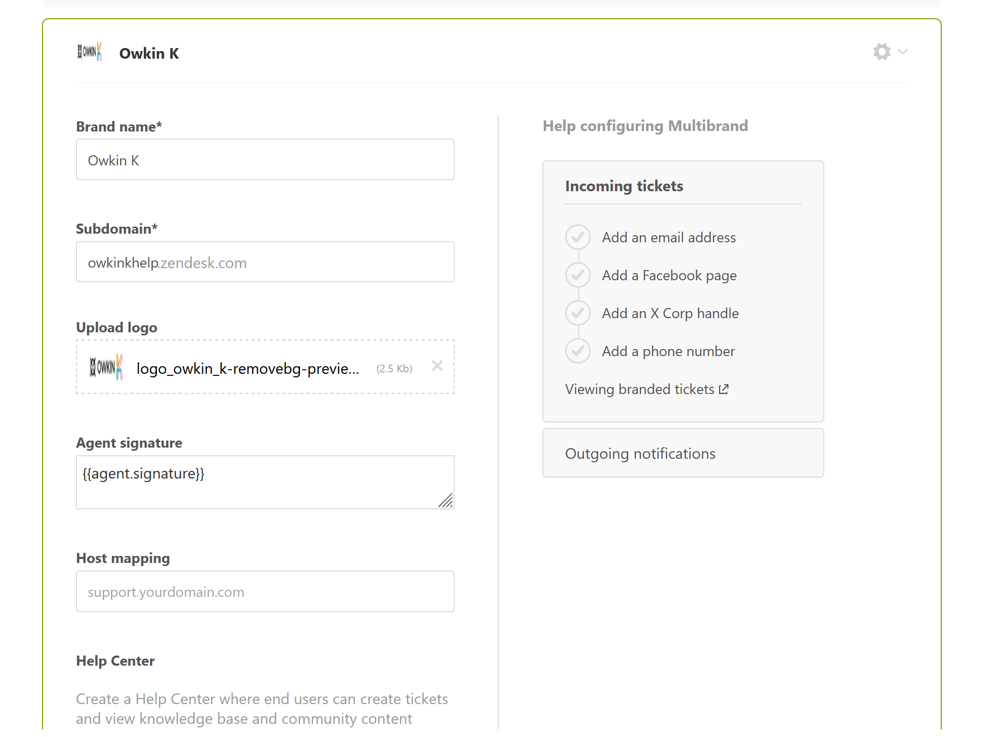 OWKIN K
Owkin K
Brand name*
Owkin K
Subdomain*
owkinkhelp.zendesk.com
Upload logo
OWKIN K
logo_owkin_k-removebg-previe...
(2.5 Kb)
Agent signature
{{agent.signature}}
Host mapping
support.yourdomain.com
Help Center
Create a Help Center where end users can create tickets
and view knowledge base and community content
Help configuring Multibrand
Incoming tickets
Add an email address
Add a Facebook page
Add an X Corp handle
Add a phone number
Viewing branded tickets
Outgoing notifications